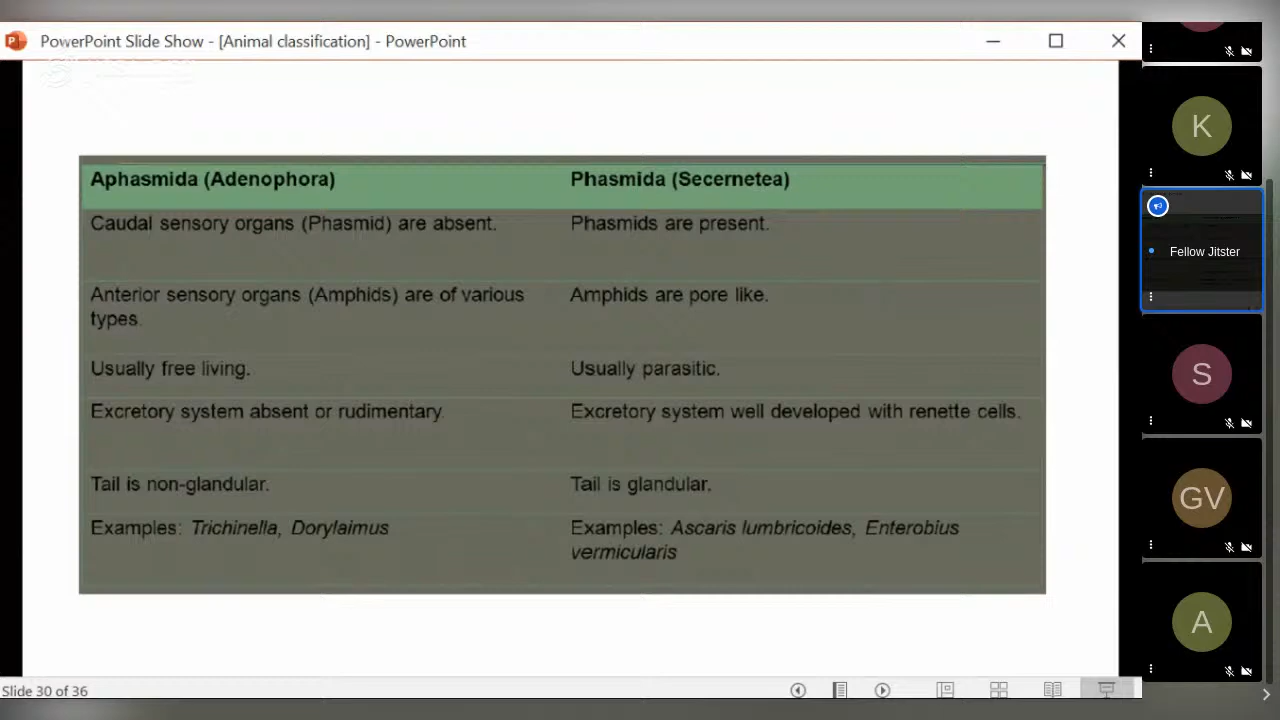 PowerPoint Slide Show - [Animal classification] - PowerPoint
Aphasmida (Adenophora)
Phasmida (Secernetea)
Caudal sensory organs (Phasmid) are absent.
Phasmids are present.
Anterior sensory organs (Amphids) are of various
types.
Amphids are pore like.
Usually free living.
Usually parasitic.
Excretory system absent or rudimentary.
Excretory system well developed with renette cells.
Tail is non-glandular.
Tail is glandular.
Examples: Trichinella, Dorylaimus
Examples: Ascaris lumbricoides, Enterobius
vermicularis
Slide 30 of 36
K
Fellow Jitster
S
GV
A